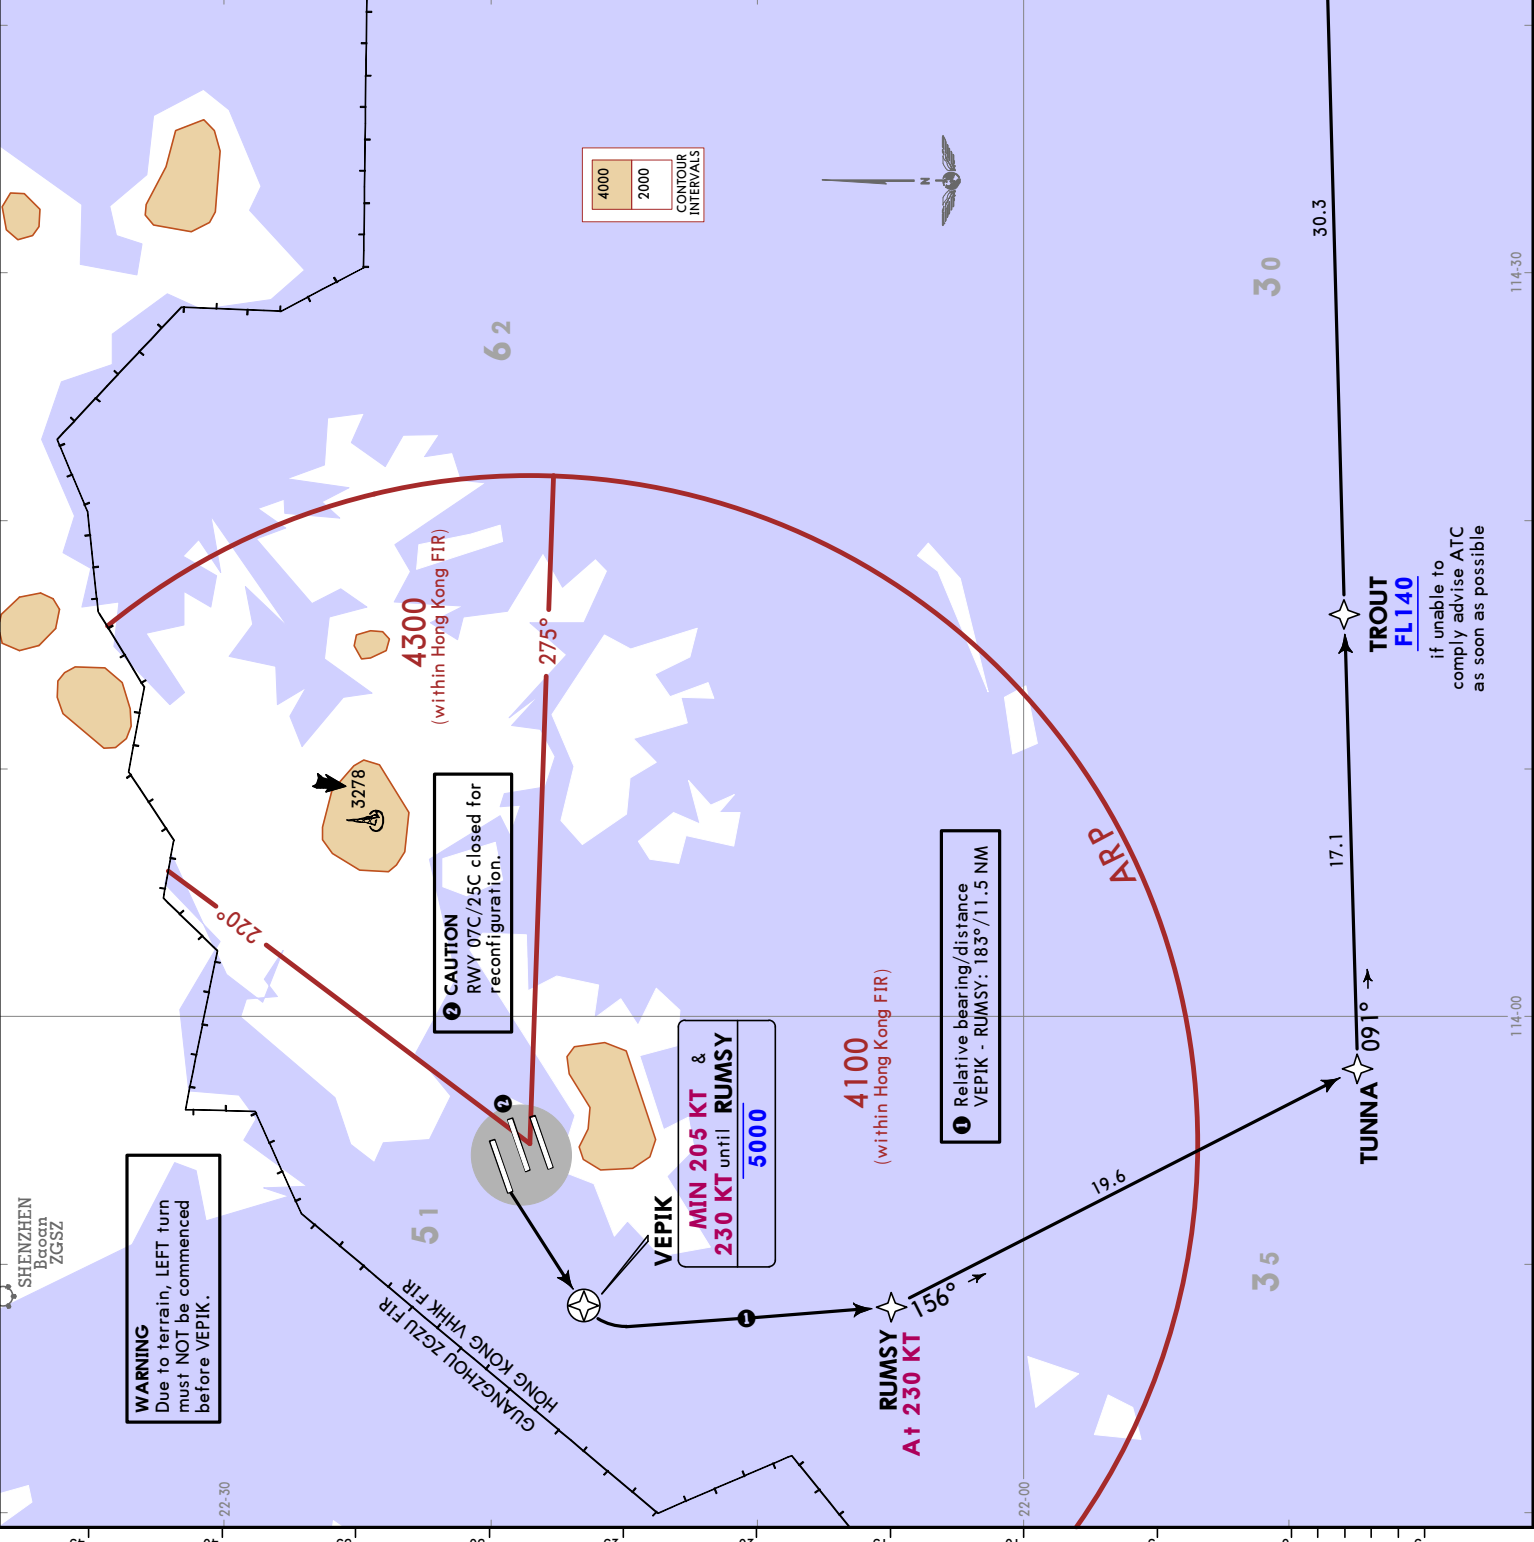 SHENZHEN
Baoan
ZGSZ
WARNING
Due to terrain, LEFT turn
must NOT be commenced
before VEPIK.
22-30
GUANGZHOU ZGZU FIR
HONG KONG VHHK FIR
51
220°
3278
4300
(within Hong Kong FIR)
62
4000
2000
CONTOUR
INTERVALS
N
2 CAUTION
RWY 07C/25C closed for
reconfiguration.
2
275°
VEPIK
MIN 205 KT &
230 KT until RUMSY
5000
1
4100
(within Hong Kong FIR)
RUMSY
At 230 KT
156°
1 Relative bearing/distance
VEPIK - RUMSY: 183°/11.5 NM
22-00
ARP
19.6
35
30
TUNNA
091°
17.1
TROUT
FL140
if unable to
comply advise ATC
as soon as possible
30.3
114-00
114-30